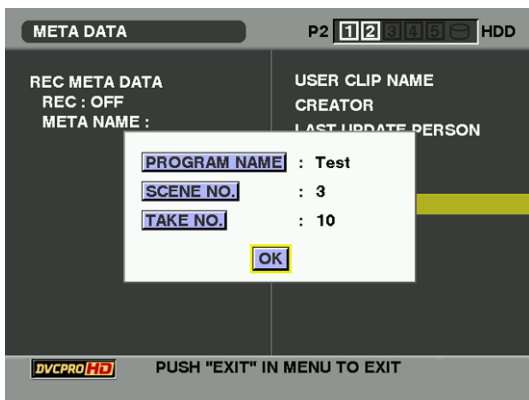 META DATA
P2 1 2 3 4 5 HDD
REC META DATA
REC : OFF
META NAME :
USER CLIP NAME
CREATOR
LAST UPDATE PERSON
PROGRAM NAME : Test
SCENE NO. : 3
TAKE NO. : 10
OK
DVCPRO HD PUSH "EXIT" IN MENU TO EXIT